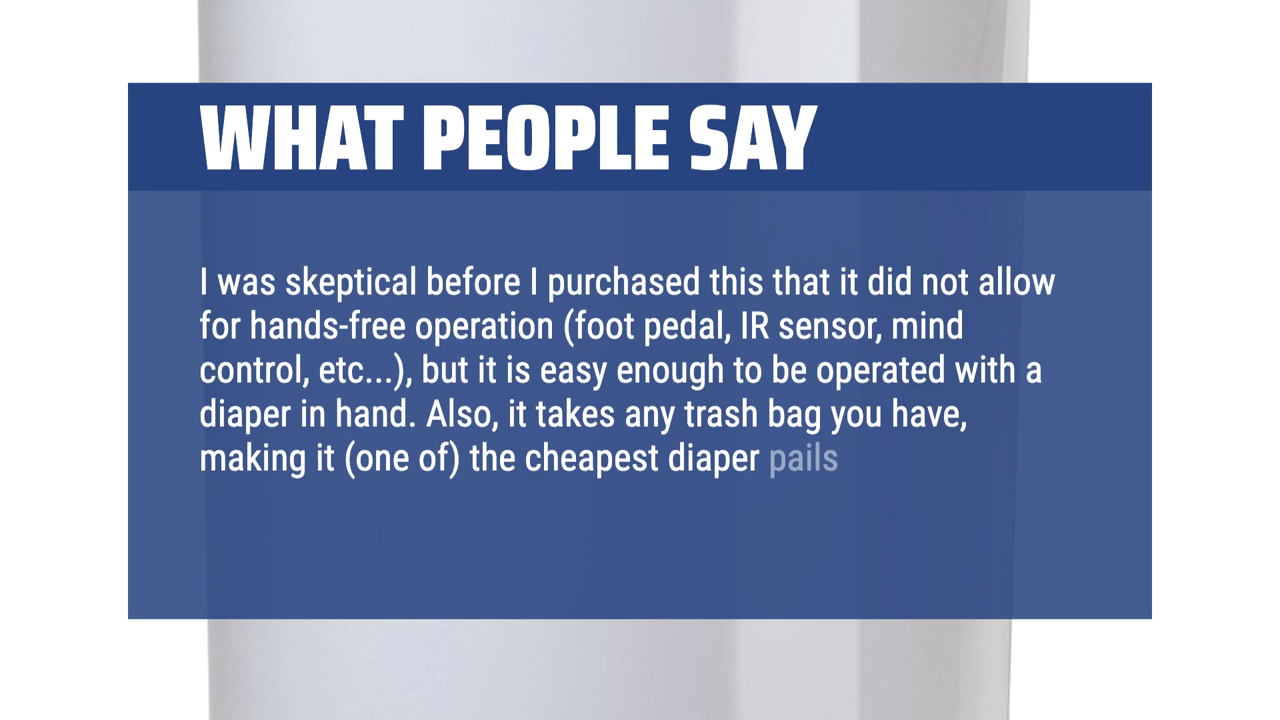 WHAT PEOPLE SAY
I was skeptical before I purchased this that it did not allow
for hands-free operation (foot pedal, IR sensor, mind
control, etc...), but it is easy enough to be operated with a
diaper in hand. Also, it takes any trash bag you have,
making it (one of) the cheapest diaper pails